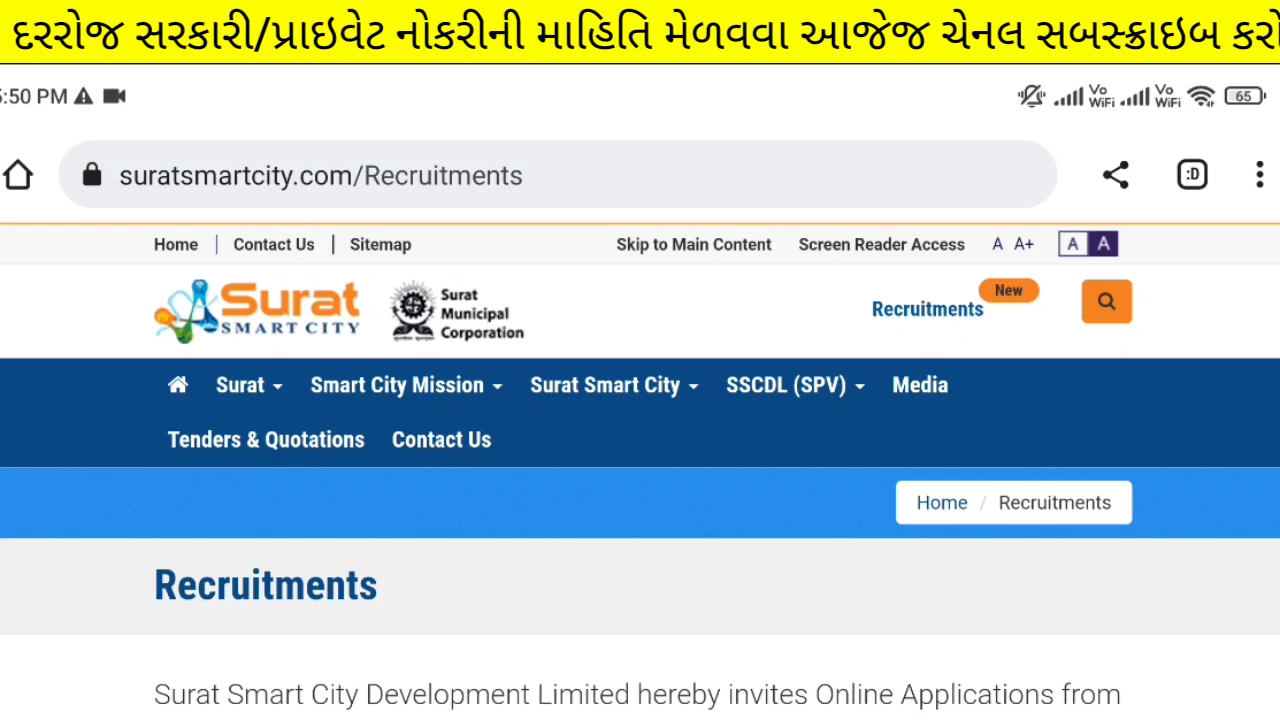 દરરોજ સરકારી/પ્રાઇવેટ નોકરીની માહિતિ મેળવવા આજેજ ચેનલ સબસ્ક્રાઇબ કરો
:50 PM
Vo WiFi Vo WiFi 65
suratsmartcity.com/Recruitments :D
Home | Contact Us | Sitemap Skip to Main Content Screen Reader Access A A+ A A
Surat SMART CITY
Surat Municipal Corporation
New
Recruitments
Surat Smart City Mission Surat Smart City SSCDL (SPV) Media
Tenders & Quotations Contact Us
Home / Recruitments
Recruitments
Surat Smart City Development Limited hereby invites Online Applications from